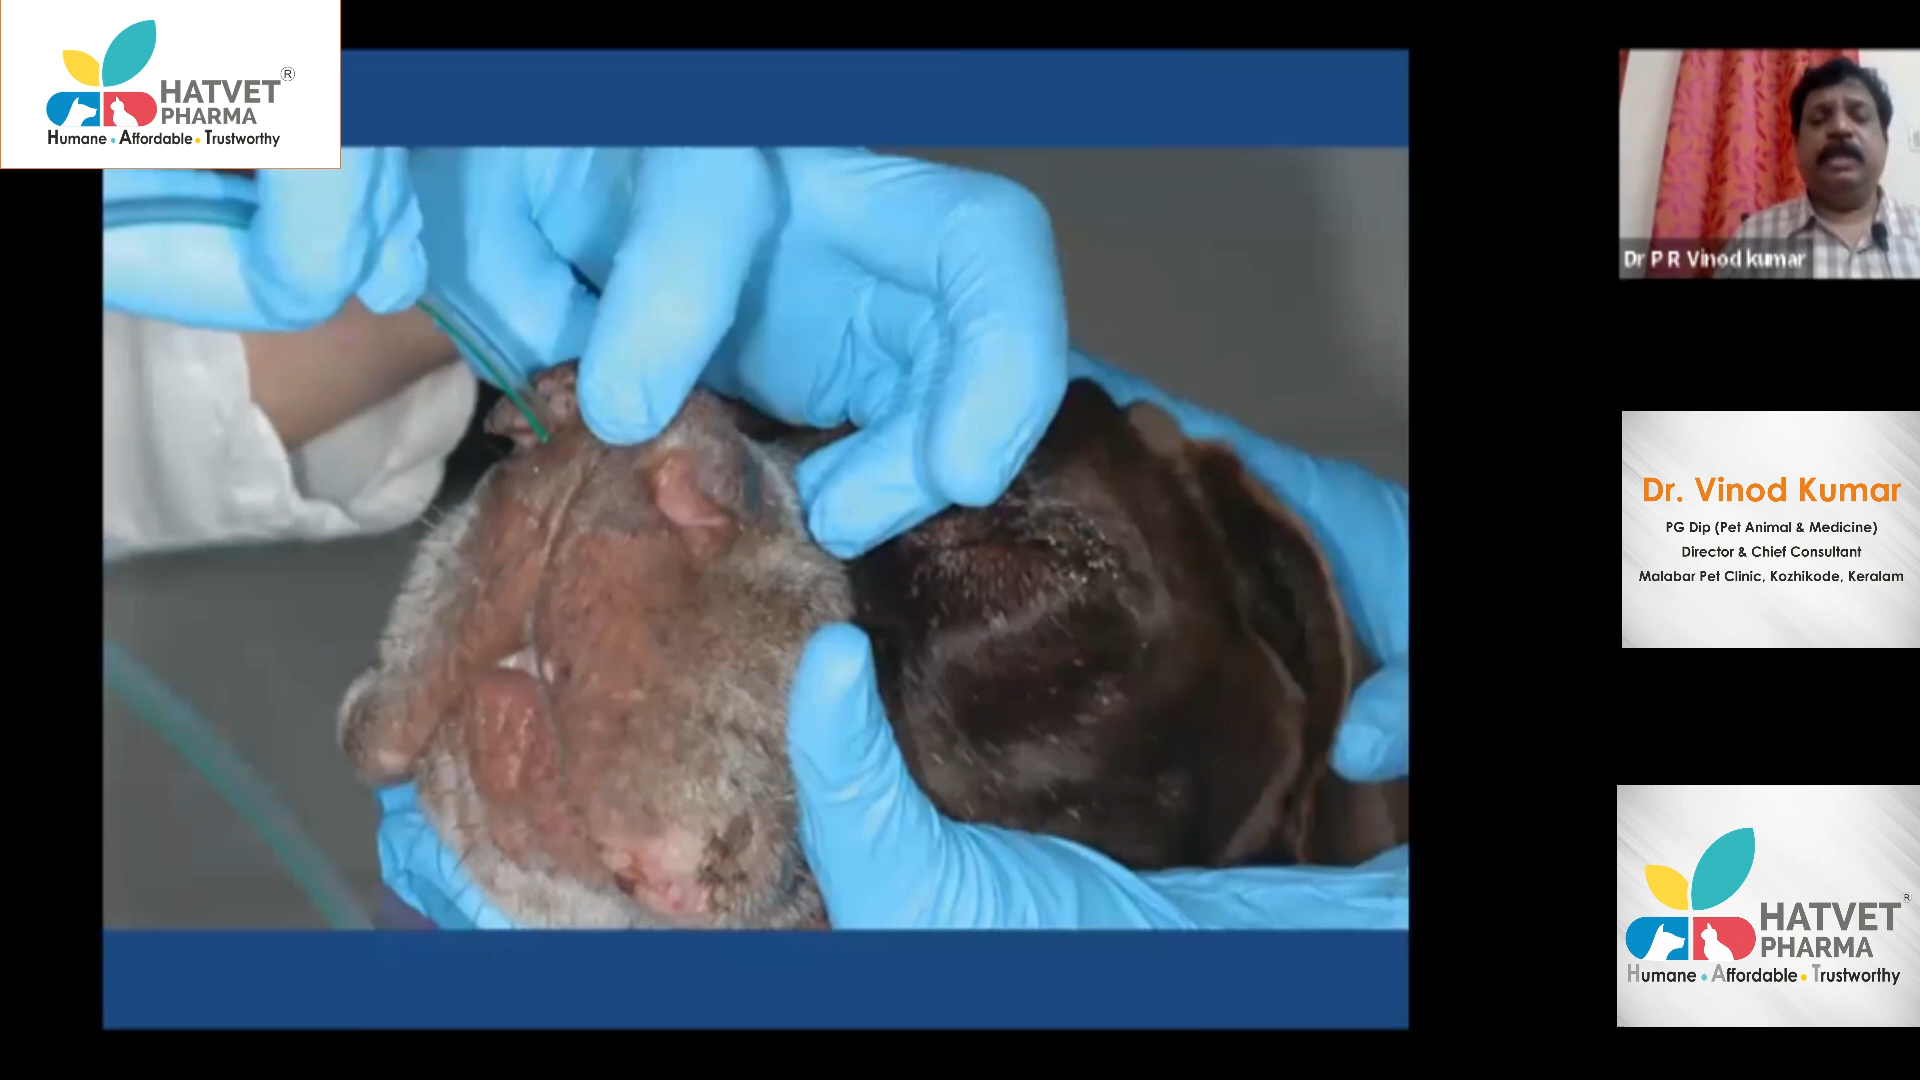 HATVET®
PHARMA
Humane • Affordable • Trustworthy
Dr P R Vinod kumar
Dr. Vinod Kumar
PG Dip (Pet Animal & Medicine)
Director & Chief Consultant
Malabar Pet Clinic, Kozhikode, Keralam
HATVET®
PHARMA
Humane • Affordable • Trustworthy